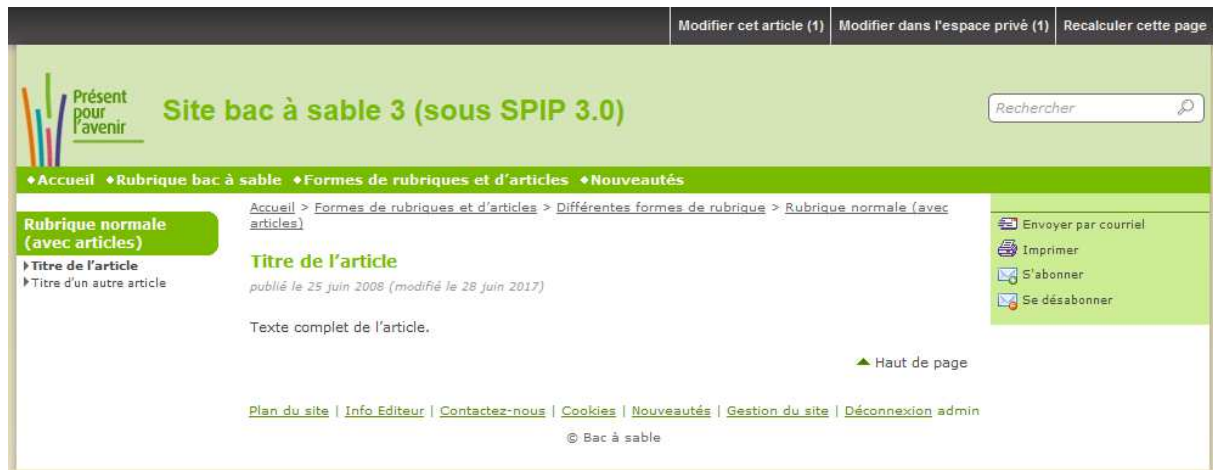 Modifier cet article (1) Modifier dans l'espace privé (1) Recalculer cette page
Présent
pour
l'avenir
Site bac à sable 3 (sous SPIP 3.0)
Rechercher
Accueil Rubrique bac à sable Formes de rubriques et d'articles Nouveautés
Rubrique normale
(avec articles)
Titre de l'article
Titre d'un autre article
Accueil > Formes de rubriques et d'articles > Différentes formes de rubrique > Rubrique normale (avec
articles)
Titre de l'article
publié le 25 juin 2008 (modifié le 28 juin 2017)
Texte complet de l'article.
Haut de page
Envoyer par courriel
Imprimer
S'abonner
Se désabonner
Plan du site | Info Editeur | Contactez-nous | Cookies | Nouveautés | Gestion du site | Déconnexion admin
© Bac à sable